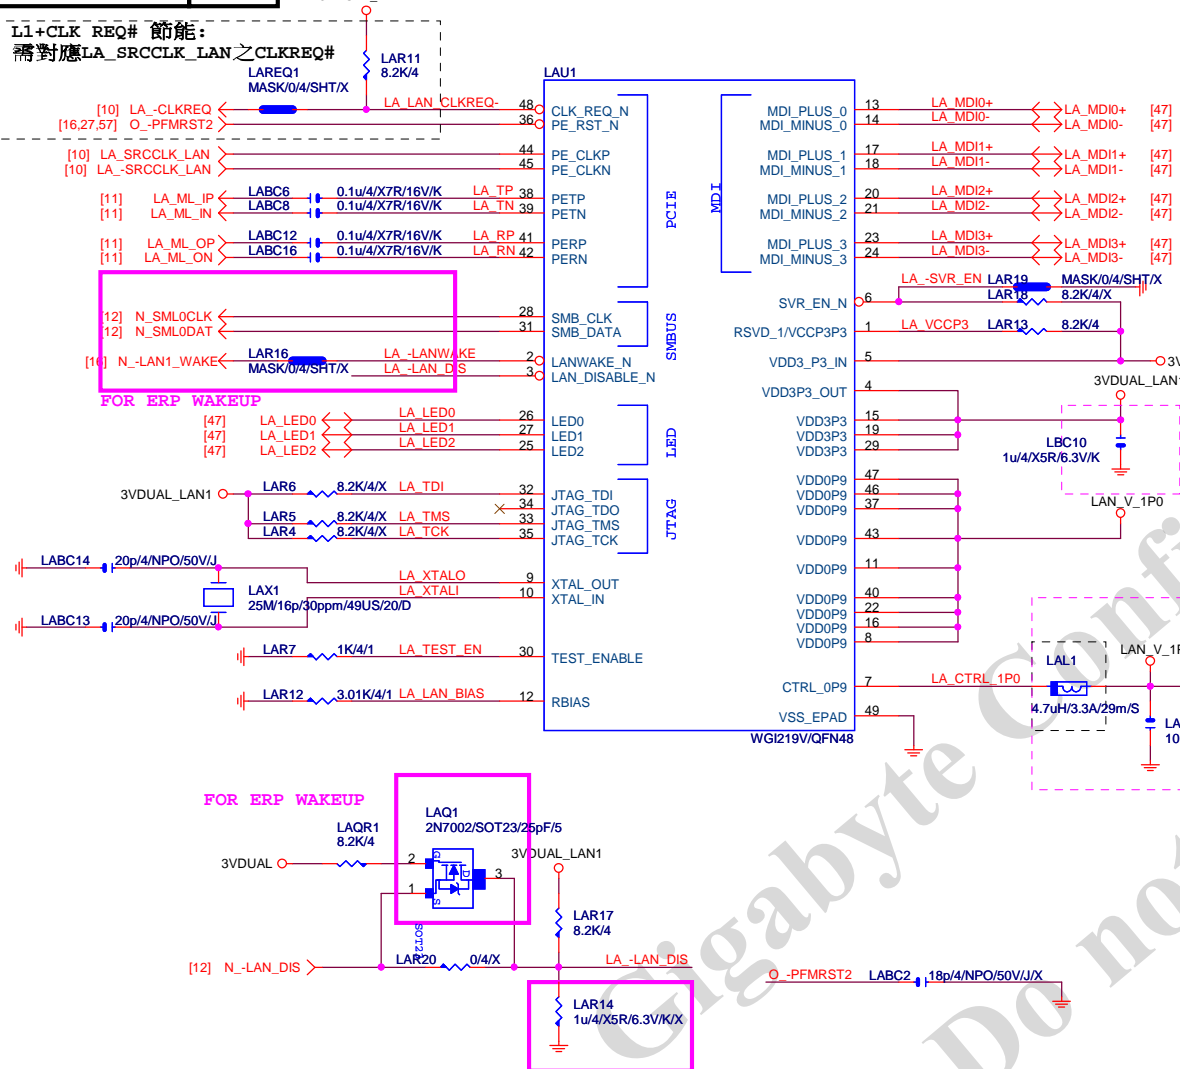 L1+CLK REQ# 節能:
需對應LA_SRCCLK_LAN之CLKREQ#
LAREQ1
MASK/0/4/SHT/X
LAR11
8.2K/4
LAU1
[10] LA_-CLKREQ
LA_LAN_CLKREQ-
48
CLK_REQ_N
[16,27,57] O_-PFMRST2
36
PE_RST_N
[10] LA_SRCCLK_LAN
44
PE_CLKP
[10] LA_-SRCCLK_LAN
45
PE_CLKN
[11] LA_ML_IP
LABC6
0.1u/4/X7R/16V/K
LA_TP
38
PETP
[11] LA_ML_IN
LABC8
0.1u/4/X7R/16V/K
LA_TN
39
PETN
[11] LA_ML_OP
LABC12
0.1u/4/X7R/16V/K
LA_RP
41
PERP
[11] LA_ML_ON
LABC16
0.1u/4/X7R/16V/K
LA_RN
42
PERN
PCIE
[12] N_SML0CLK
28
SMB_CLK
[12] N_SML0DAT
31
SMB_DATA
SMBUS
N_-LAN1_WAKE
LAR16
MASK/0/4/SHT/X
LA_-LANWAKE
2
LANWAKE_N
LA_-LAN_DIS
3
LAN_DISABLE_N
FOR ERP WAKEUP
[47] LA_LED0
LA_LED0
26
LED0
[47] LA_LED1
LA_LED1
27
LED1
[47] LA_LED2
LA_LED2
25
LED2
LED
3VDUAL_LAN1
LAR6
8.2K/4/X
LA_TDI
32
JTAG_TDI
34
JTAG_TDO
LAR5
8.2K/4/X
LA_TMS
33
JTAG_TMS
LAR4
8.2K/4/X
LA_TCK
35
JTAG_TCK
JTAG
LABC14
20p/4/NPO/50V/J
LA_XTALO
9
XTAL_OUT
LAX1
25M/16p/30ppm/49US/20/D
LA_XTALI
10
XTAL_IN
LABC13
20p/4/NPO/50V/J
LAR7
1K/4/1
LA_TEST_EN
30
TEST_ENABLE
LAR12
3.01K/4/1
LA_LAN_BIAS
12
RBIAS
MDI
MDI_PLUS_0
13
LA_MDI0+
LA_MDI0+ [47]
MDI_MINUS_0
14
LA_MDI0-
LA_MDI0- [47]
MDI_PLUS_1
17
LA_MDI1+
LA_MDI1+ [47]
MDI_MINUS_1
18
LA_MDI1-
LA_MDI1- [47]
MDI_PLUS_2
20
LA_MDI2+
LA_MDI2+ [47]
MDI_MINUS_2
21
LA_MDI2-
LA_MDI2- [47]
MDI_PLUS_3
23
LA_MDI3+
LA_MDI3+ [47]
MDI_MINUS_3
24
LA_MDI3-
LA_MDI3- [47]
SVR_EN_N
6
LA_-SVR_EN
LAR19
MASK/0/4/SHT/X
LAR18
8.2K/4/X
RSVD_1/VCCP3P3
1
LA_VCCP3
LAR13
8.2K/4
VDD3_P3_IN
5
3VDUAL_LAN1
VDD3P3_OUT
4
VDD3P3
15
VDD3P3
19
VDD3P3
29
LBC10
1u/4/X5R/6.3V/K
VDD0P9
47
VDD0P9
46
VDD0P9
37
LAN_V_1P0
VDD0P9
43
VDD0P9
11
VDD0P9
40
VDD0P9
22
VDD0P9
16
VDD0P9
8
CTRL_0P9
7
LA_CTRL_1P0
LAL1
4.7uH/3.3A/29m/S
VSS_EPAD
49
WGI219V/QFN48
FOR ERP WAKEUP
LAQ1
2N7002/SOT23/25pF/5
LAQR1
8.2K/4
3VDUAL
2
G
1
S
D
3
3VDUAL_LAN1
LAR17
8.2K/4
[12] N_-LAN_DIS
LAR20
0/4/X
LA_-LAN_DIS
LAR14
1u/4/X5R/6.3V/K/X
O_-PFMRST2
LABC2
18p/4/NPO/50V/J/X
Gigabyte
Do